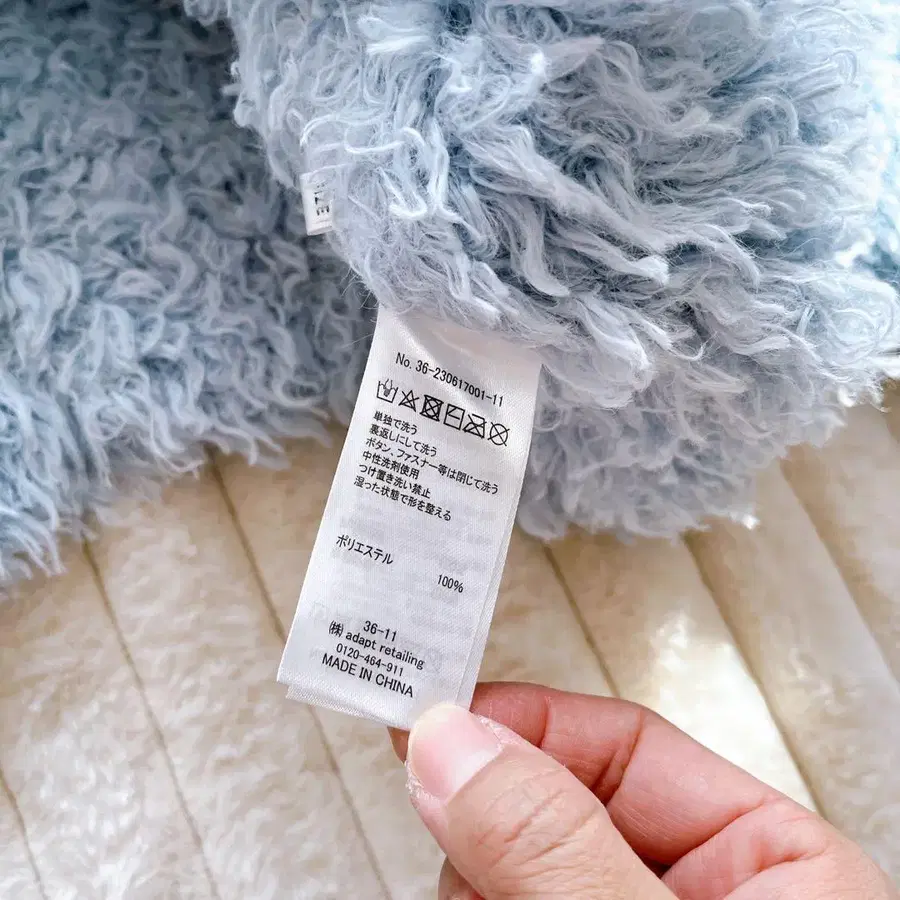 No. 36-230617001-11
単独で洗う
裏返しにして洗う
ボタン、ファスナー等は閉じて洗う
中性洗剤使用
つけ置き洗い禁止
湿った状態で形を整える
ポリエステル
100%
36-11
㈱ adapt retailing
0120-464-911
MADE IN CHINA